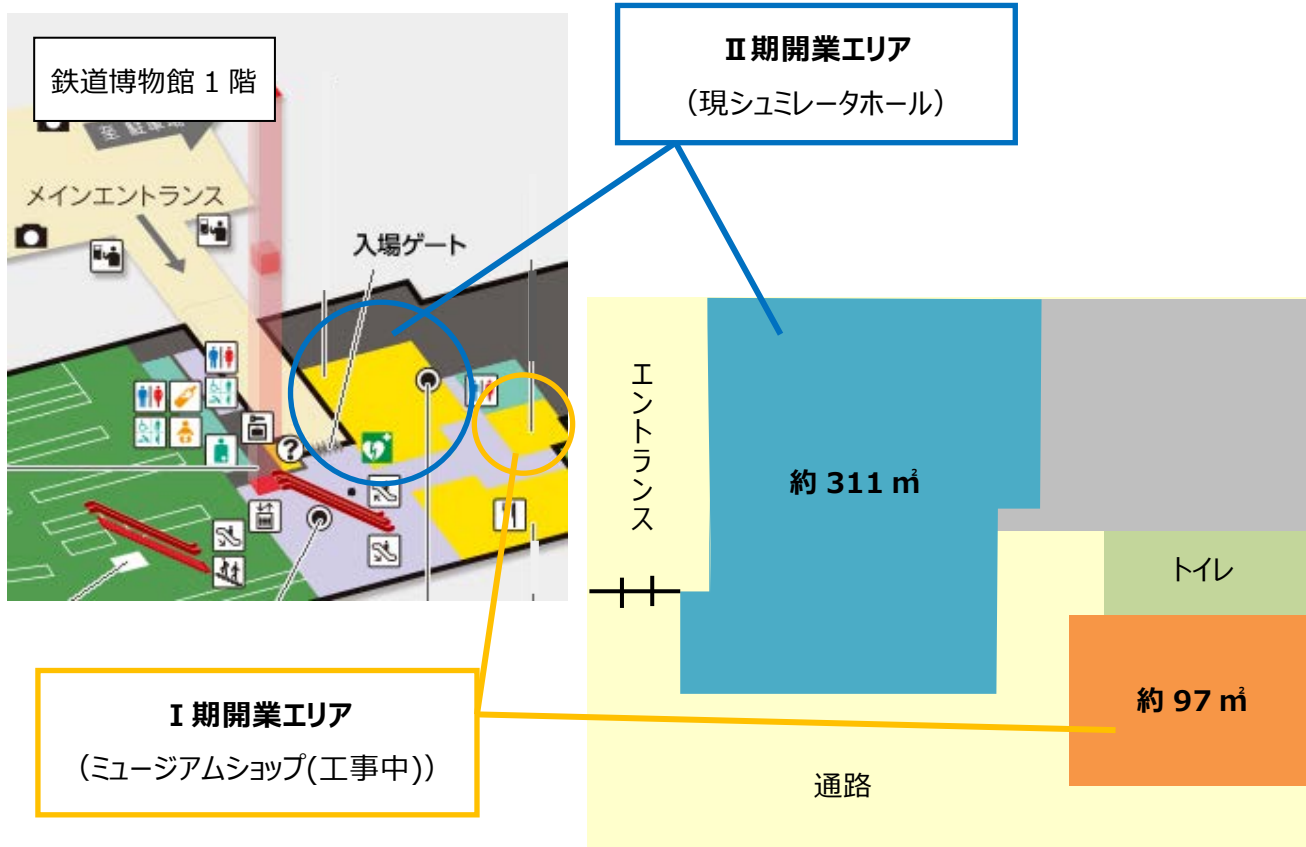 鉄道博物館 1 階
Ⅱ期開業エリア
（現シュミレータホール）
至 駐車場
メインエントランス
入場ゲート
?
エントランス
約 311 ㎡
トイレ
約 97 ㎡
通路
Ⅰ期開業エリア
（ミュージアムショップ(工事中)）